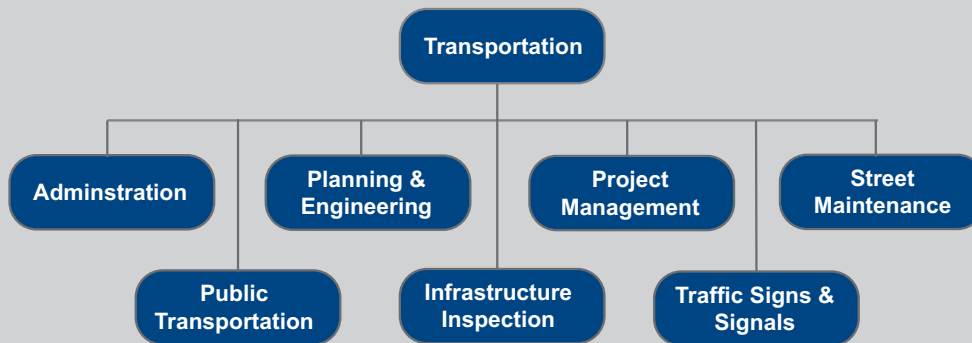 Transportation
Adminstration
Planning &
Engineering
Project
Management
Street
Maintenance
Public
Transportation
Infrastructure
Inspection
Traffic Signs &
Signals